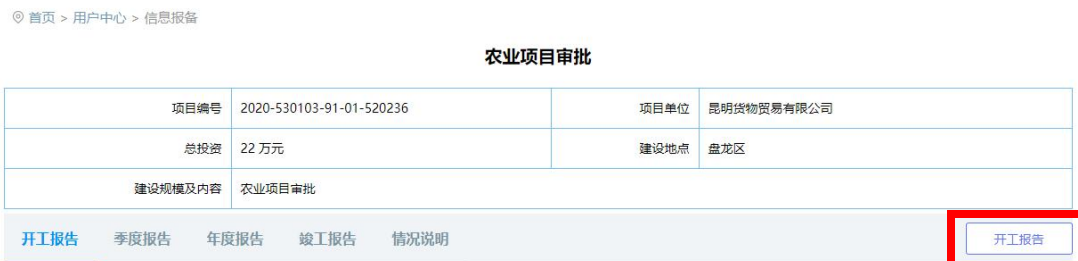 首页 > 用户中心 > 信息报备
农业项目审批
项目编号 2020-530103-91-01-520236 项目单位 昆明货物贸易有限公司
总投资 22 万元 建设地点 盘龙区
建设规模及内容 农业项目审批
开工报告 季度报告 年度报告 竣工报告 情况说明 开工报告